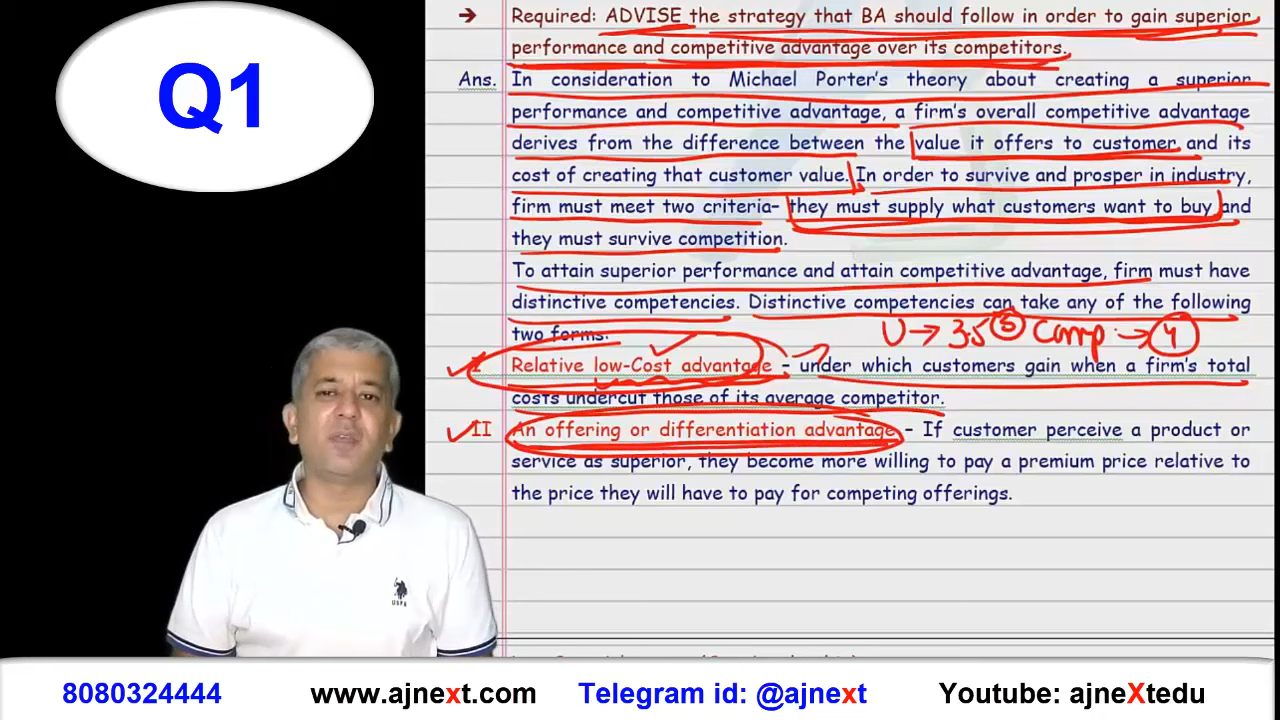 Q1
→ Required: ADVISE the strategy that BA should follow in order to gain superior
performance and competitive advantage over its competitors.
Ans. In consideration to Michael Porter's theory about creating a superior
performance and competitive advantage, a firm's overall competitive advantage
derives from the difference between the value it offers to customer and its
cost of creating that customer value. In order to survive and prosper in industry,
firm must meet two criteria– they must supply what customers want to buy and
they must survive competition.
To attain superior performance and attain competitive advantage, firm must have
distinctive competencies. Distinctive competencies can take any of the following
two forms.
U → 3.5 5 Comp → 4
I Relative low-Cost advantage – under which customers gain when a firm's total
costs undercut those of its average competitor.
II An offering or differentiation advantage – If customer perceive a product or
service as superior, they become more willing to pay a premium price relative to
the price they will have to pay for competing offerings.
USPA
8080324444 www.ajnext.com Telegram id: @ajnext Youtube: ajneXtedu